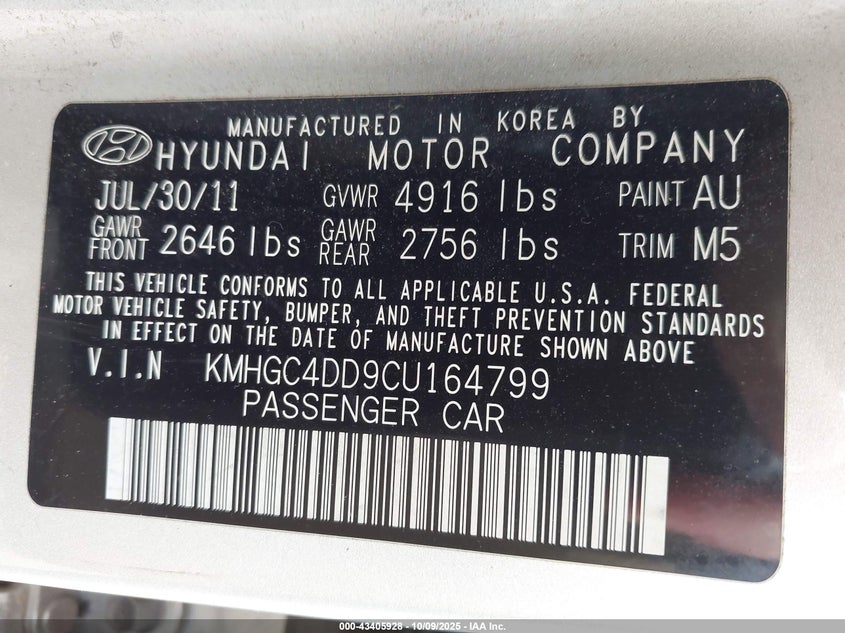 MANUFACTURED IN KOREA BY
HYUNDAI MOTOR COMPANY
JUL/30/11 GVWR 4916 lbs PAINT AU
GAWR FRONT 2646 lbs GAWR REAR 2756 lbs TRIM M5
THIS VEHICLE CONFORMS TO ALL APPLICABLE U.S.A. FEDERAL
MOTOR VEHICLE SAFETY, BUMPER, AND THEFT PREVENTION STANDARDS
IN EFFECT ON THE DATE OF MANUFACTURE SHOWN ABOVE
V.I.N KMHGC4DD9CU164799
PASSENGER CAR
000-43405928 - 10/09/2025 - IAA Inc.